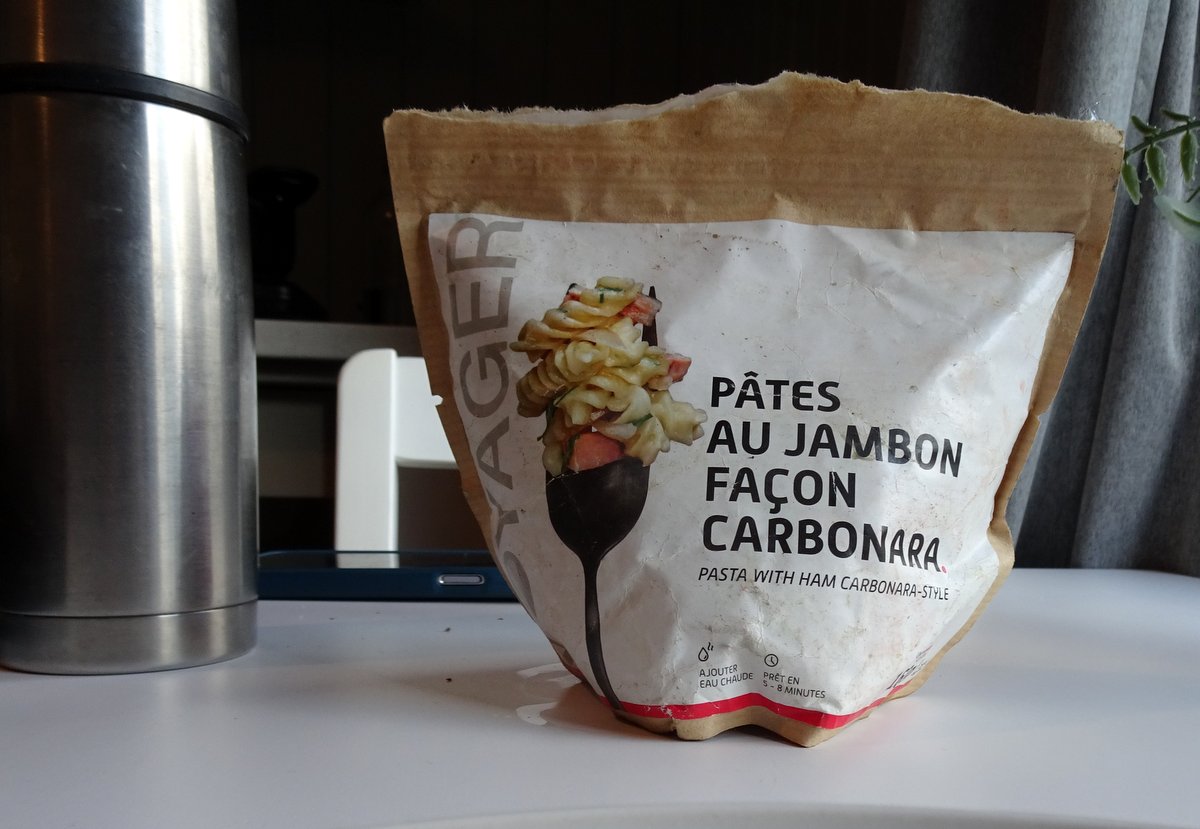 YAGER
PÂTES
AU JAMBON
FAÇON
CARBONARA.
PASTA WITH HAM CARBONARA-STYLE
AJOUTER
EAU CHAUDE
PRÊT EN
5 - 8 MINUTES